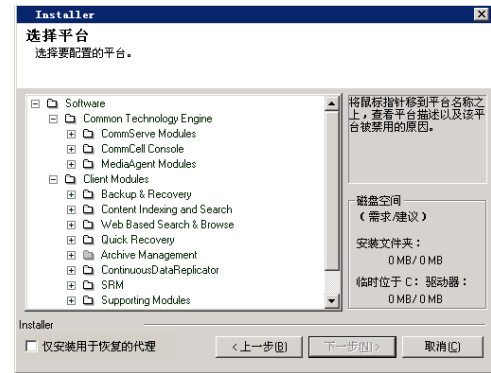 Installer
选择平台
选择要配置的平台。
Software
Common Technology Engine
CommServe Modules
CommCell Console
MediaAgent Modules
Client Modules
Backup & Recovery
Content Indexing and Search
Web Based Search & Browse
Quick Recovery
Archive Management
ContinuousDataReplicator
SRM
Supporting Modules
将鼠标指针移到平台名称之
上，查看平台描述以及该平
台被禁用的原因。
磁盘空间
(需求/建议)
安装文件夹：
0 MB/ 0 MB
临时位于 C: 驱动器：
0 MB/ 0 MB
Installer
仅安装用于恢复的代理
<上一步(B)
下一步(N)>
取消(C)